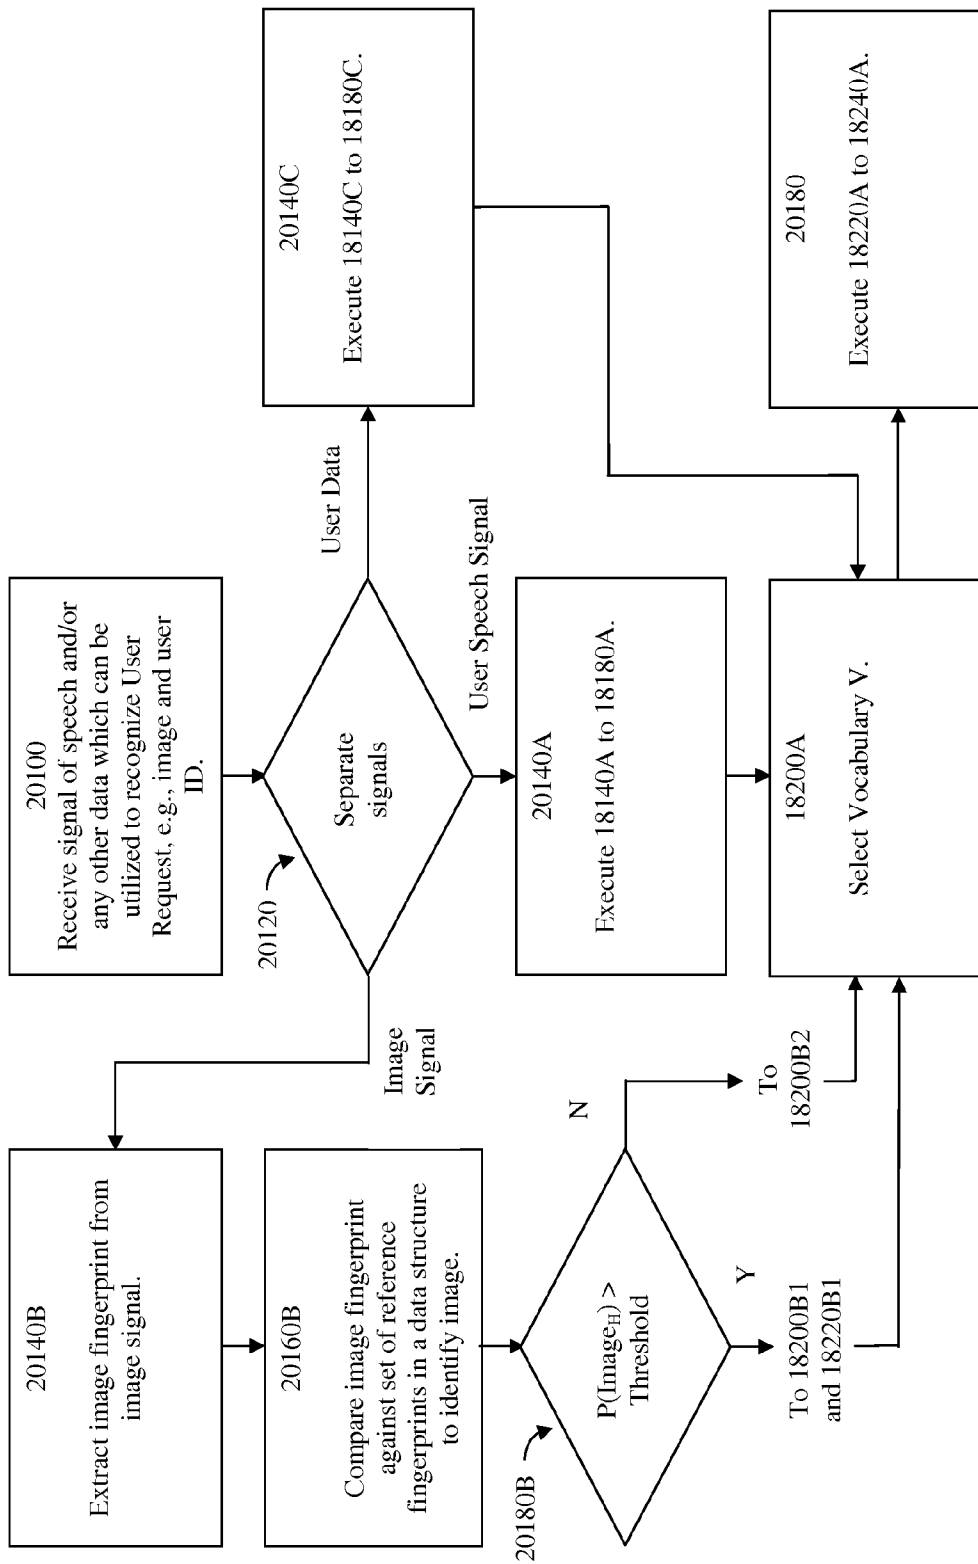 20100
Receive signal of speech and/or
any other data which can be
utilized to recognize User
Request, e.g., image and user
ID.
20120
Separate
signals
Image
Signal
User Data
User Speech Signal
20140B
Extract image fingerprint from
image signal.
20160B
Compare image fingerprint
against set of reference
fingerprints in a data structure
to identify image.
20180B
P(Image_H) >
Threshold
N
Y
To
18200B2
To 18200B1
and 18220B1
20140A
Execute 18140A to 18180A.
20140C
Execute 18140C to 18180C.
18200A
Select Vocabulary V.
20180
Execute 18220A to 18240A.